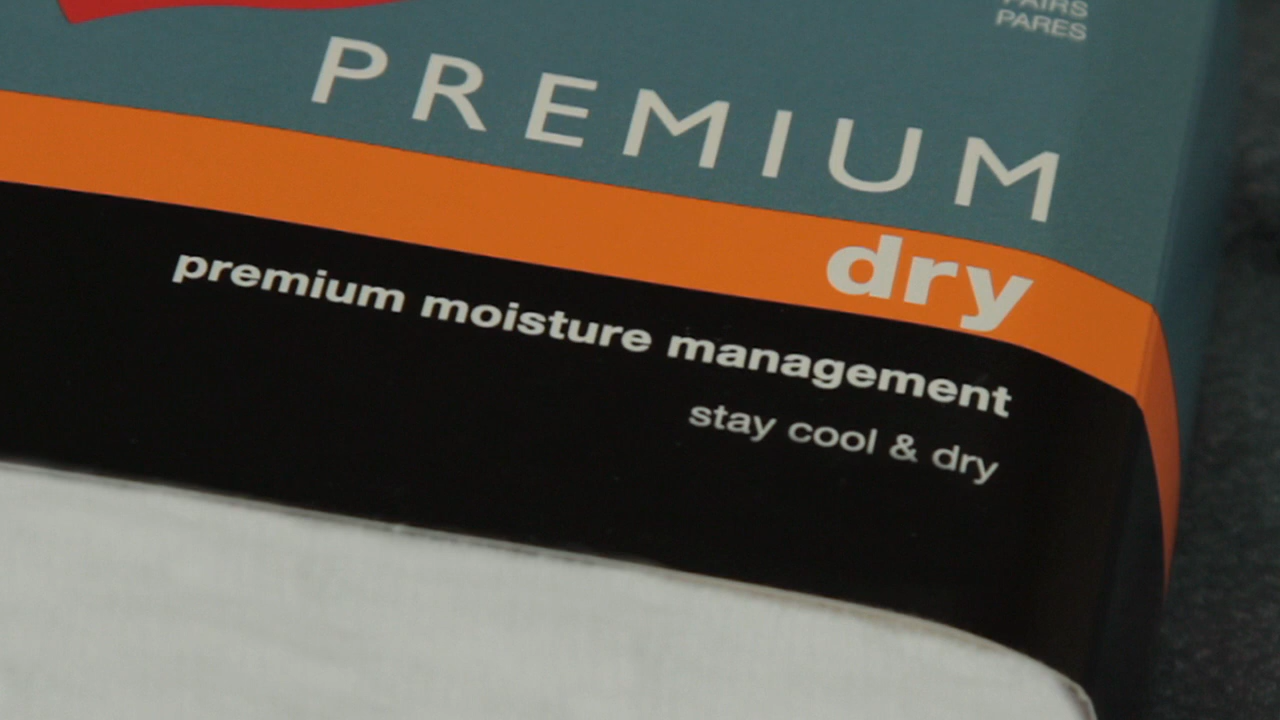 PAIRS
PARES
PREMIUM
dry
premium moisture management
stay cool & dry